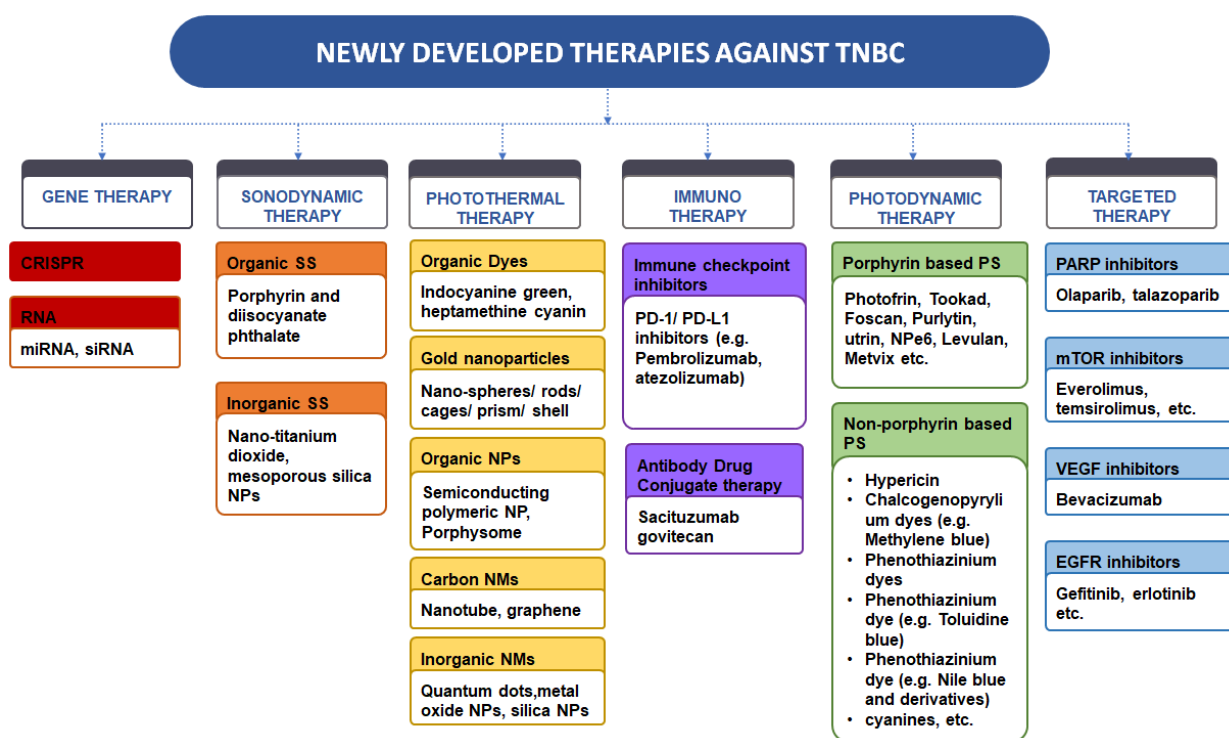 NEWLY DEVELOPED THERAPIES AGAINST TNBC
GENE THERAPY
CRISPR
RNA
miRNA, siRNA
SONODYNAMIC
THERAPY
Organic SS
Porphyrin and
diisocyanate
phthalate
Inorganic SS
Nano-titanium
dioxide,
mesoporous silica
NPs
PHOTOTHERMAL
THERAPY
Organic Dyes
Indocyanine green,
heptamethine cyanin
Gold nanoparticles
Nano-spheres/ rods/
cages/ prism/ shell
Organic NPs
Semiconducting
polymeric NP,
Porphysome
Carbon NMs
Nanotube, graphene
Inorganic NMs
Quantum dots,metal
oxide NPs, silica NPs
IMMUNO
THERAPY
Immune checkpoint
inhibitors
PD-1/ PD-L1
inhibitors (e.g.
Pembrolizumab,
atezolizumab)
Antibody Drug
Conjugate therapy
Sacituzumab
govitecan
PHOTODYNAMIC
THERAPY
Porphyrin based PS
Photofrin, Tookad,
Foscan, Purlytin,
utrin, NPe6, Levulan,
Metvix etc.
Non-porphyrin based
PS
• Hypericin
• Chalcogenopyryl
ium dyes (e.g.
Methylene blue)
• Phenothiazinium
dyes
• Phenothiazinium
dye (e.g. Toluidine
blue)
• Phenothiazinium
dye (e.g. Nile blue
and derivatives)
• cyanines, etc.
TARGETED
THERAPY
PARP inhibitors
Olaparib, talazoparib
mTOR inhibitors
Everolimus,
temsirolimus, etc.
VEGF inhibitors
Bevacizumab
EGFR inhibitors
Gefitinib, erlotinib
etc.